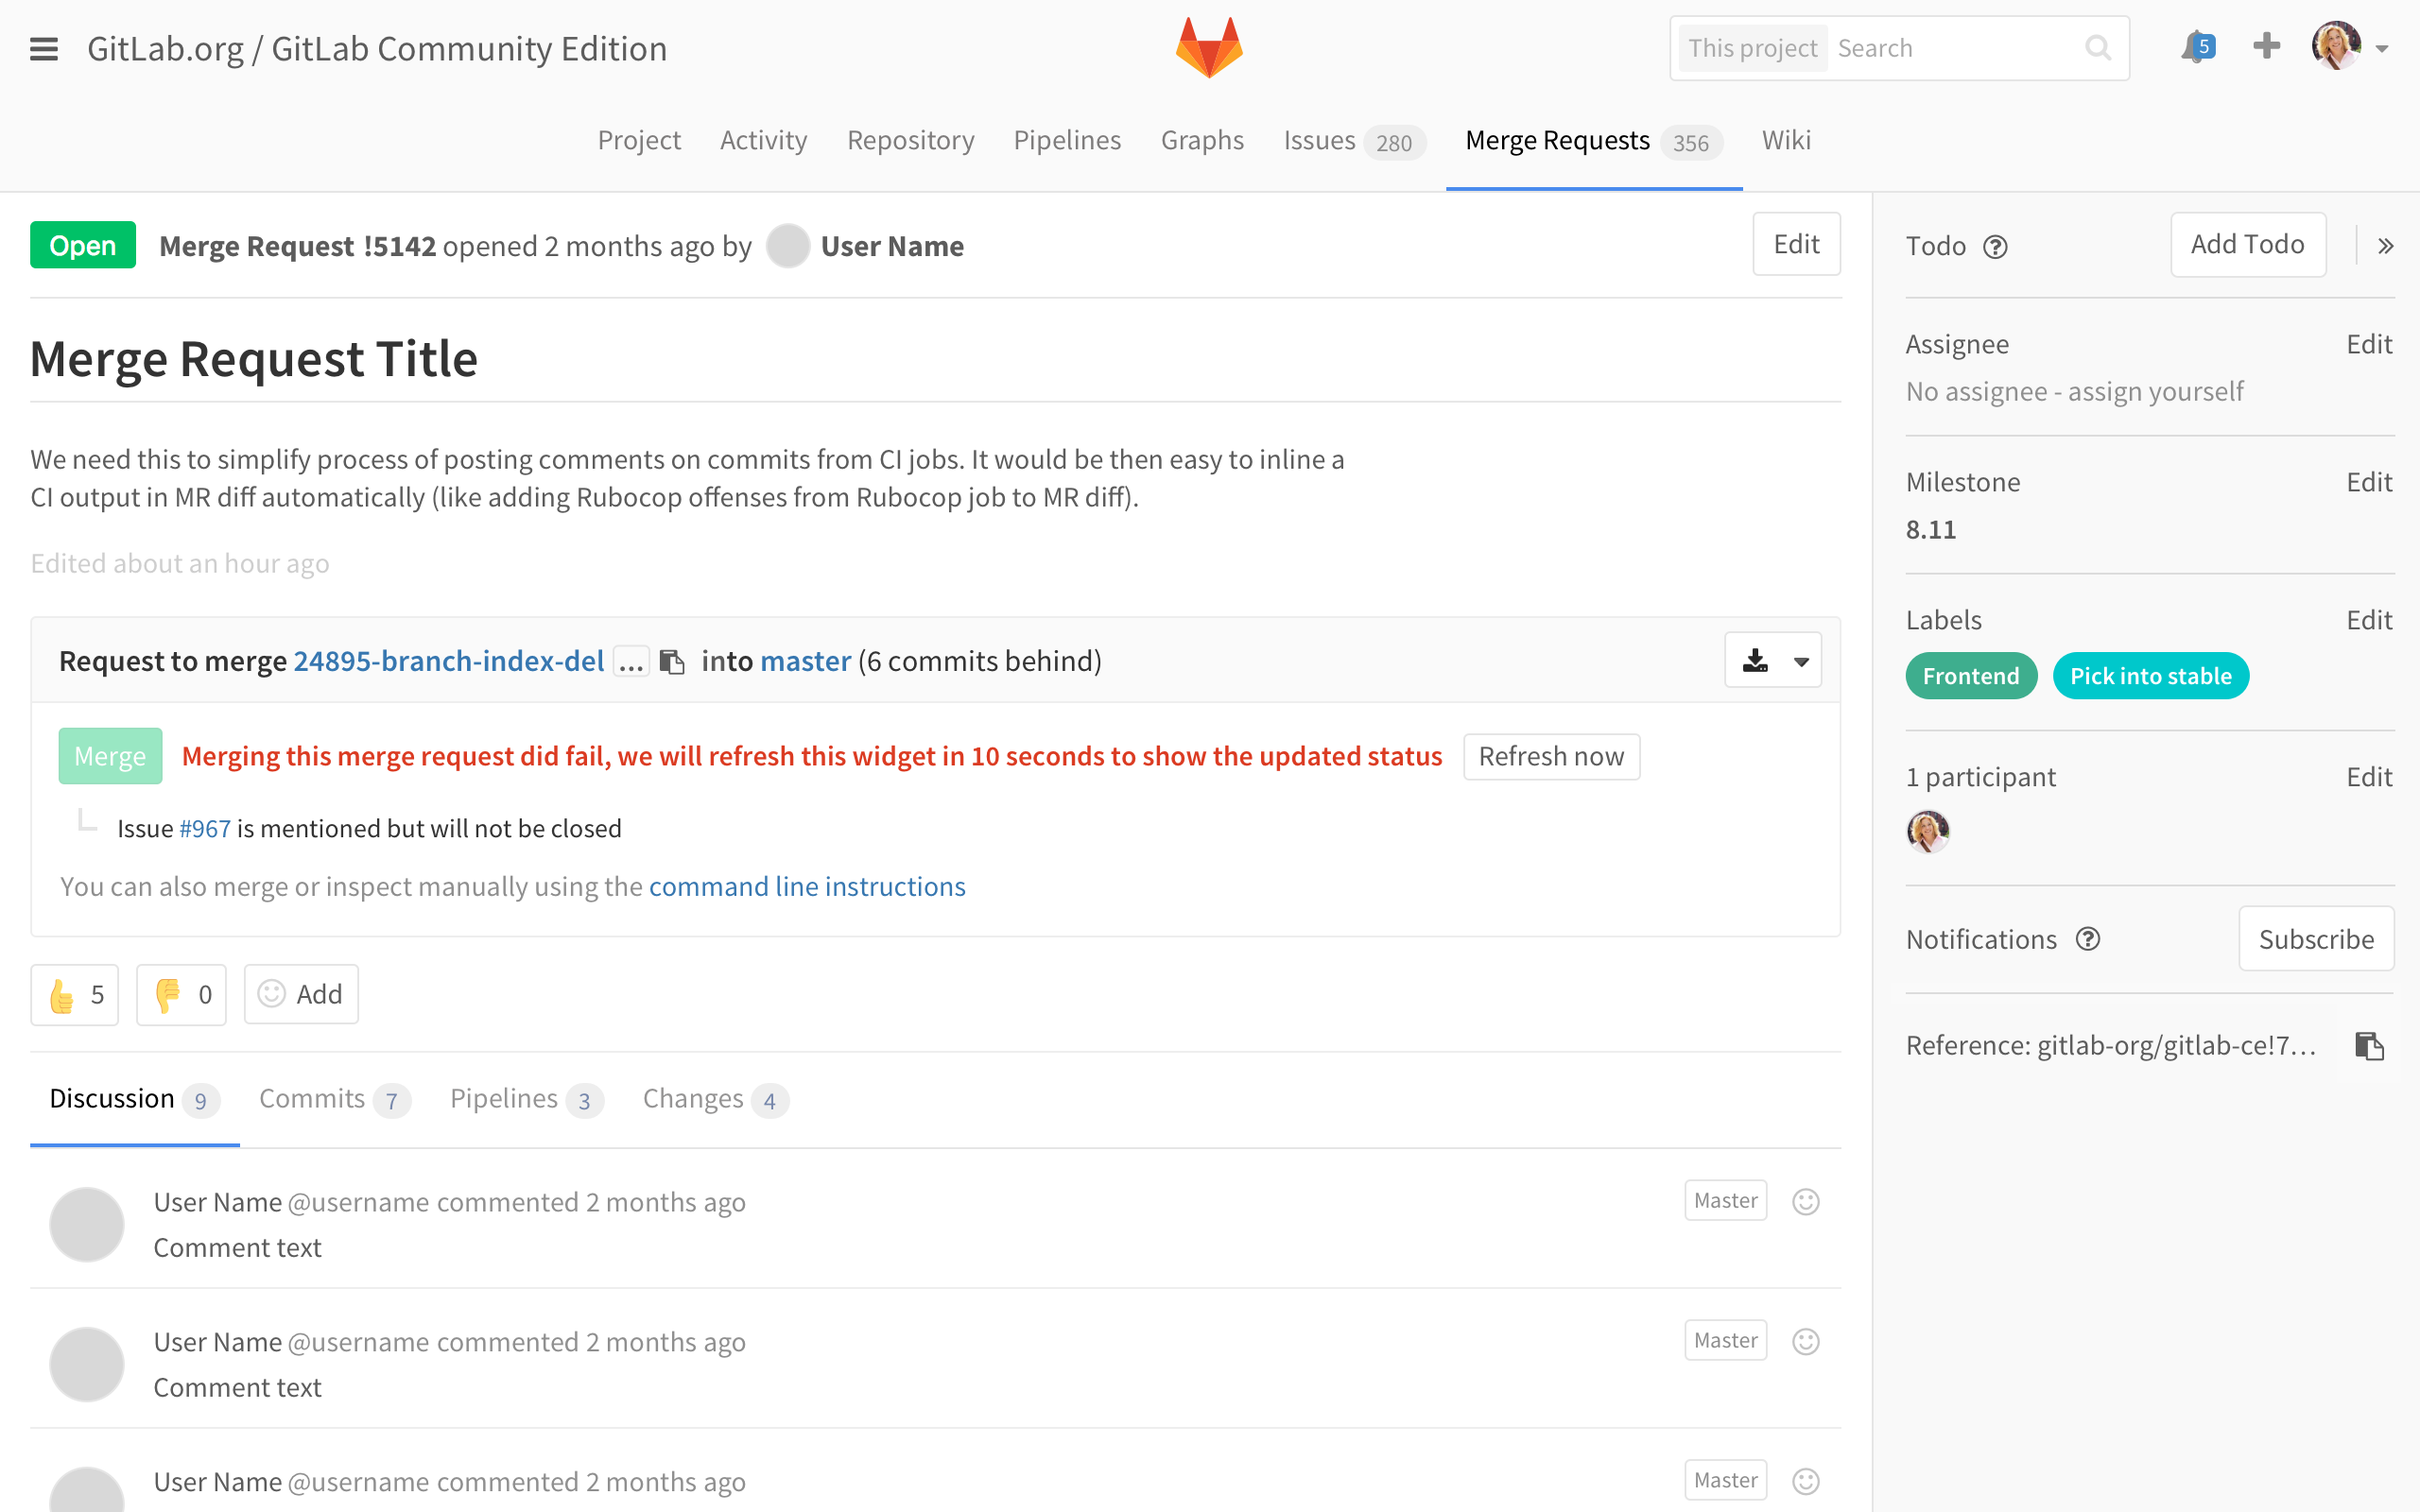 GitLab.org / GitLab Community Edition
This project Search
5
Project Activity Repository Pipelines Graphs Issues 280 Merge Requests 356 Wiki
Open Merge Request !5142 opened 2 months ago by User Name Edit
Merge Request Title
We need this to simplify process of posting comments on commits from CI jobs. It would be then easy to inline a
CI output in MR diff automatically (like adding Rubocop offenses from Rubocop job to MR diff).
Edited about an hour ago
Request to merge 24895-branch-index-del ... into master (6 commits behind)
Merge Merging this merge request did fail, we will refresh this widget in 10 seconds to show the updated status Refresh now
Issue #967 is mentioned but will not be closed
You can also merge or inspect manually using the command line instructions
5 0 Add
Discussion 9 Commits 7 Pipelines 3 Changes 4
User Name @username commented 2 months ago Master
Comment text
User Name @username commented 2 months ago Master
Comment text
User Name @username commented 2 months ago Master
Todo ? Add Todo »
Assignee Edit
No assignee - assign yourself
Milestone Edit
8.11
Labels Edit
Frontend Pick into stable
1 participant Edit
Notifications ? Subscribe
Reference: gitlab-org/gitlab-ce!7...